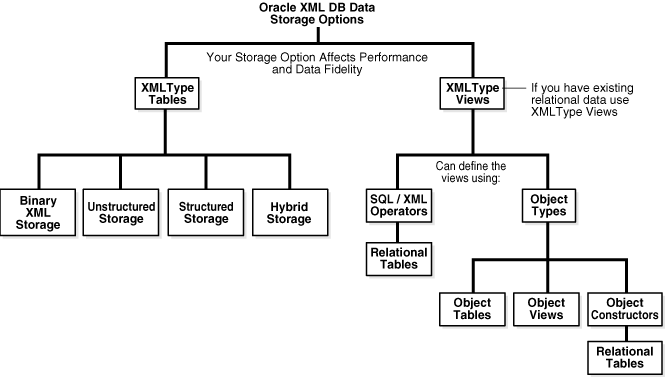 Oracle XML DB Data
Storage Options
Your Storage Option Affects Performance
and Data Fidelity
XMLType
Tables
XMLType
Views
If you have existing
relational data use
XMLType Views
Can define the
views using:
Binary
XML
Storage
Unstructured
Storage
Structured
Storage
Hybrid
Storage
SQL / XML
Operators
Object
Types
Relational
Tables
Object
Tables
Object
Views
Object
Constructors
Relational
Tables